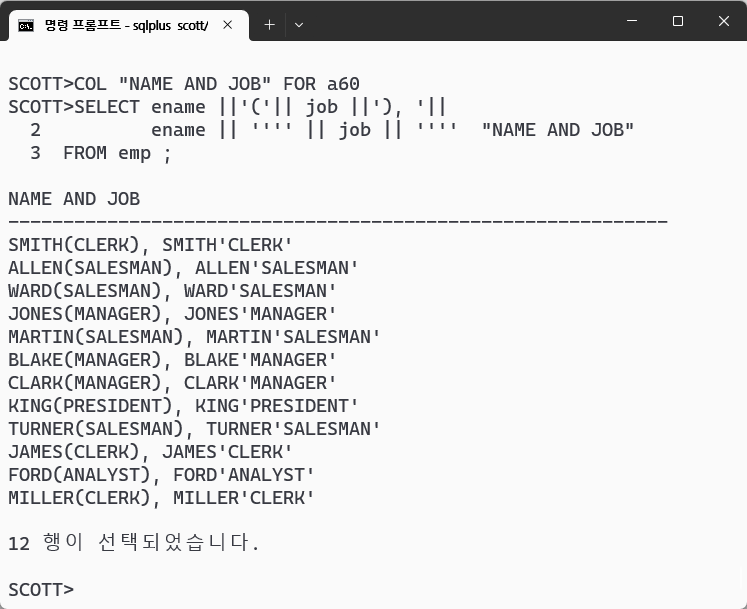 명령 프롬프트 - sqlplus scott/
SCOTT>COL "NAME AND JOB" FOR a60
SCOTT>SELECT ename ||'('|| job ||'), '||
  2          ename || '''' || job || ''''  "NAME AND JOB"
  3  FROM emp ;
NAME AND JOB
------------------------------------------------------------
SMITH(CLERK), SMITH'CLERK'
ALLEN(SALESMAN), ALLEN'SALESMAN'
WARD(SALESMAN), WARD'SALESMAN'
JONES(MANAGER), JONES'MANAGER'
MARTIN(SALESMAN), MARTIN'SALESMAN'
BLAKE(MANAGER), BLAKE'MANAGER'
CLARK(MANAGER), CLARK'MANAGER'
KING(PRESIDENT), KING'PRESIDENT'
TURNER(SALESMAN), TURNER'SALESMAN'
JAMES(CLERK), JAMES'CLERK'
FORD(ANALYST), FORD'ANALYST'
MILLER(CLERK), MILLER'CLERK'
12 행이 선택되었습니다.
SCOTT>